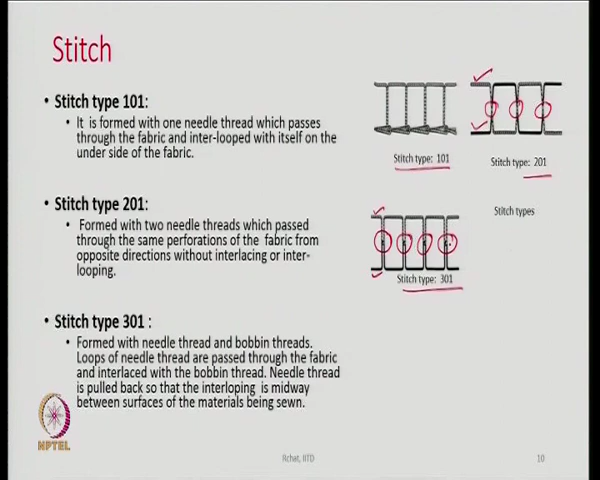 Stitch
• Stitch type 101:
• It is formed with one needle thread which passes
through the fabric and inter-looped with itself on the
under side of the fabric.
• Stitch type 201:
• Formed with two needle threads which passed
through the same perforations of the fabric from
opposite directions without interlacing or inter-
looping.
• Stitch type 301 :
• Formed with needle thread and bobbin threads.
Loops of needle thread are passed through the fabric
and interlaced with the bobbin thread. Needle thread
is pulled back so that the interloping is midway
between surfaces of the materials being sewn.
Stitch type: 101
Stitch type: 201
Stitch types
Stitch type: 301
NPTEL
Rchat, IITD
10